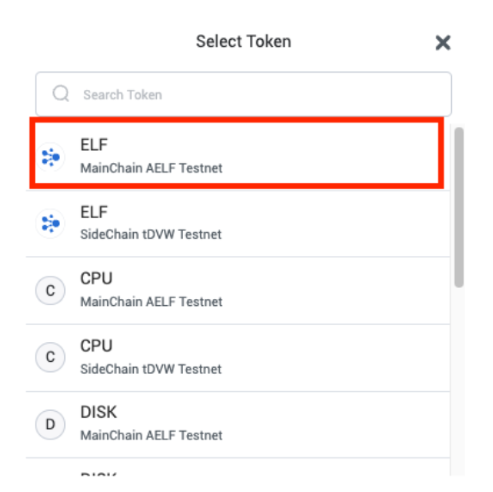 Select Token
Search Token
ELF
MainChain AELF Testnet
ELF
SideChain tDVW Testnet
C
CPU
MainChain AELF Testnet
C
CPU
SideChain tDVW Testnet
D
DISK
MainChain AELF Testnet